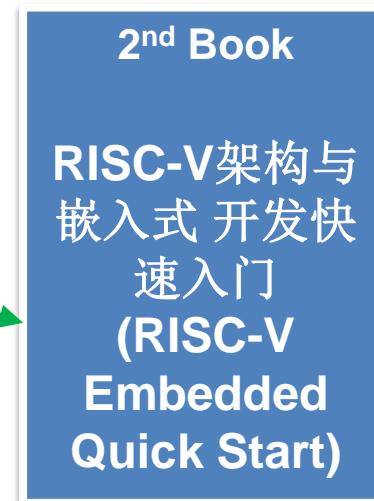 2nd Book
RISC-V架构与
嵌入式 开发快
速入门
(RISC-V
Embedded
Quick Start)